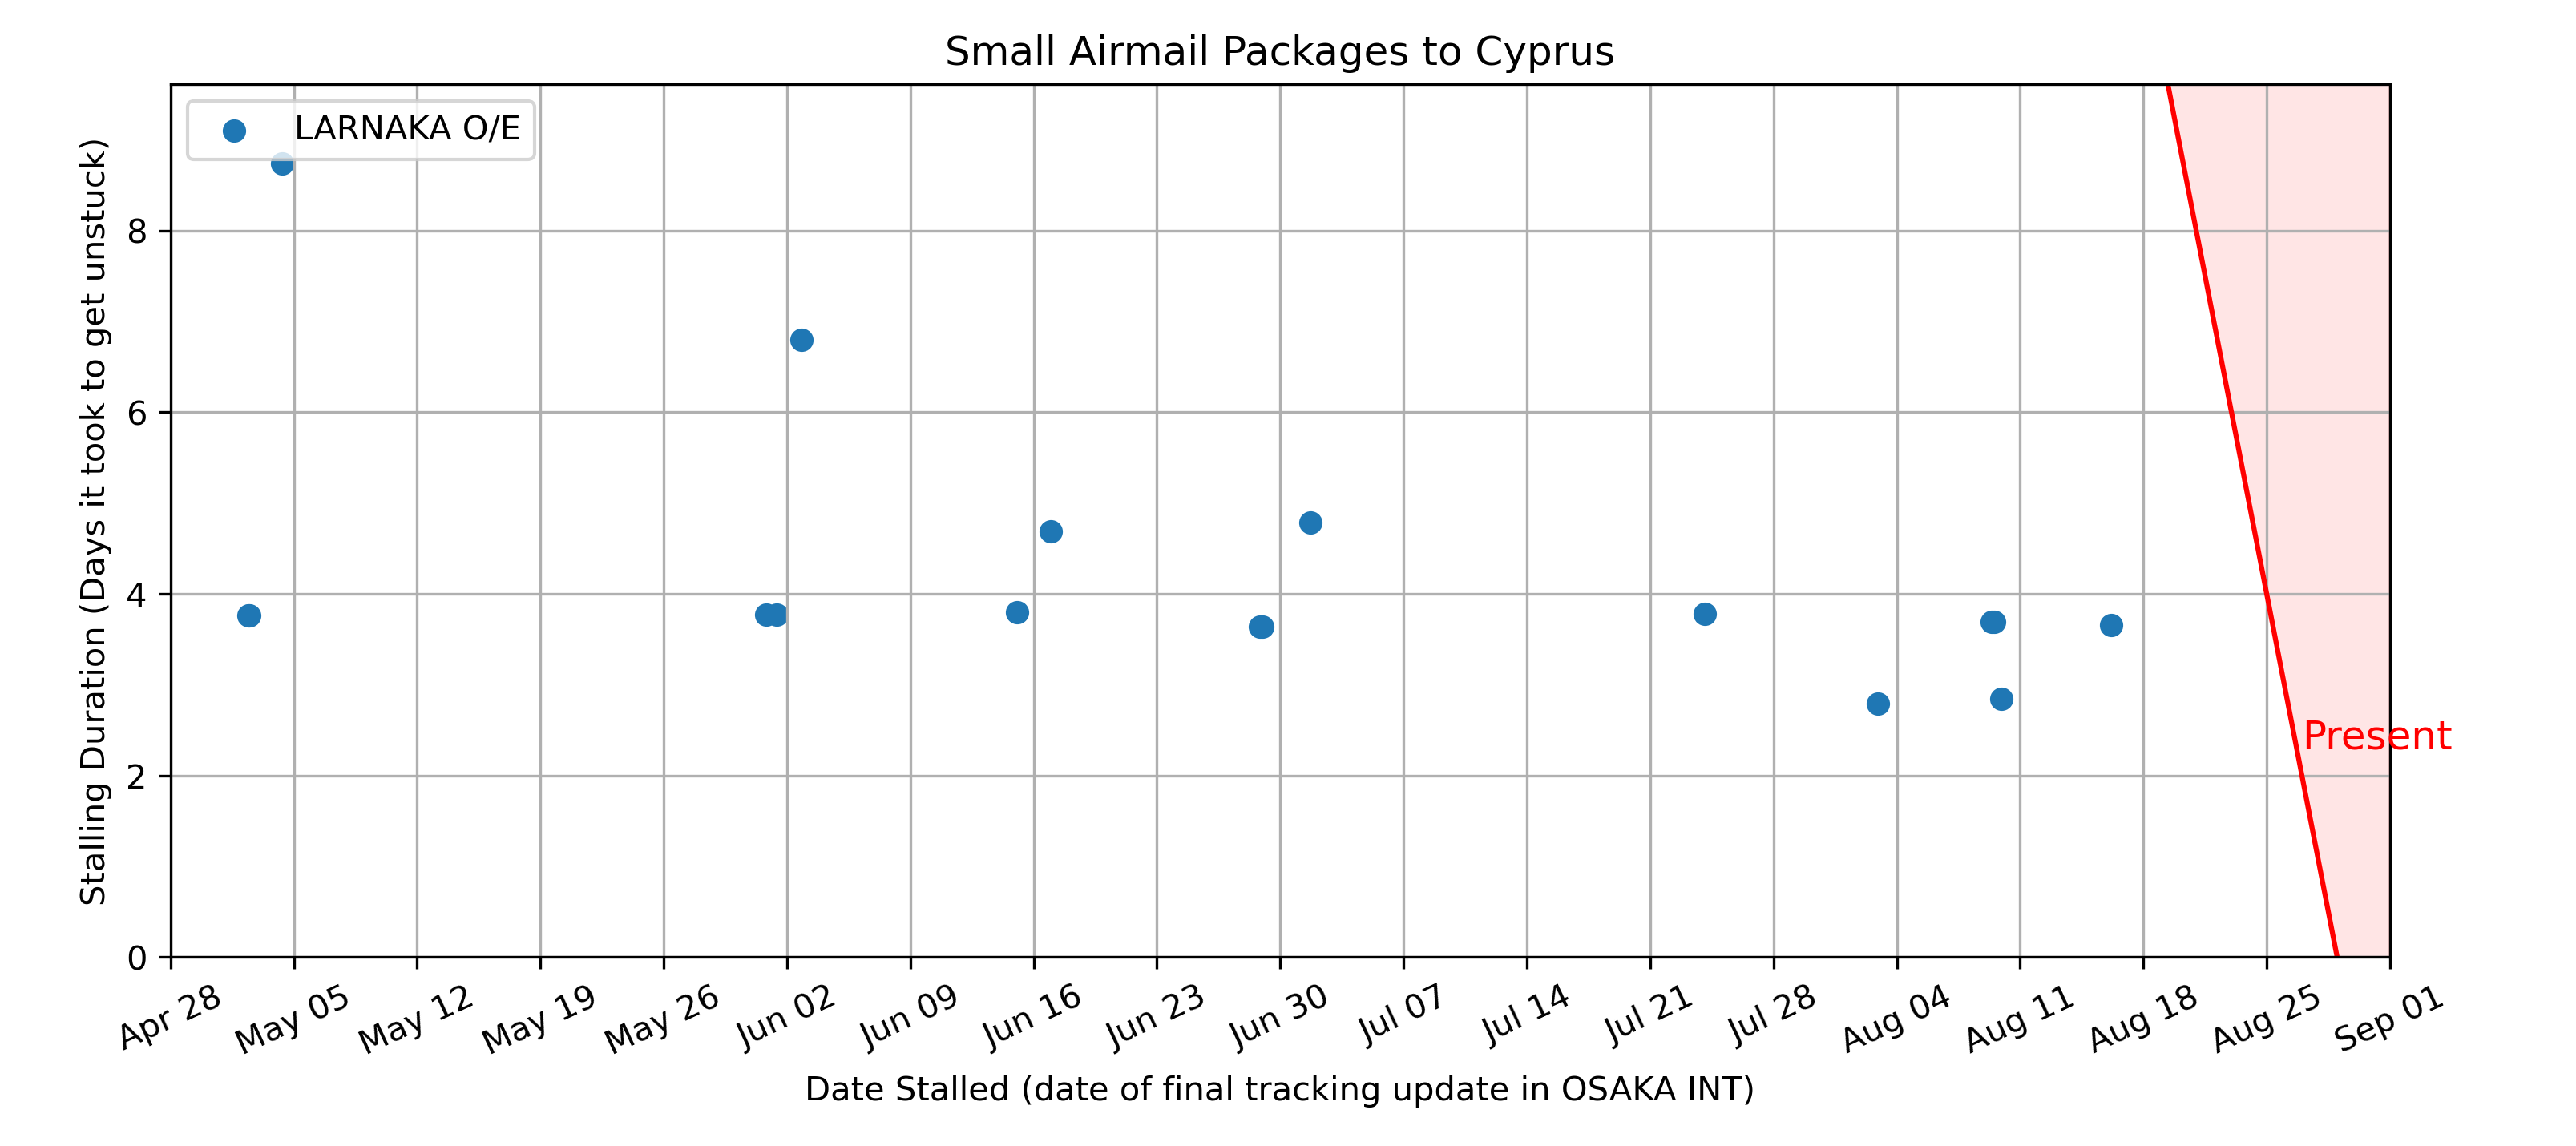 Small Airmail Packages to Cyprus
LARNAKA O/E
Stalling Duration (Days it took to get unstuck)
8
6
4
2
0
Present
Apr 28 May 05 May 12 May 19 May 26 Jun 02 Jun 09 Jun 16 Jun 23 Jun 30 Jul 07 Jul 14 Jul 21 Jul 28 Aug 04 Aug 11 Aug 18 Aug 25 Sep 01
Date Stalled (date of final tracking update in OSAKA INT)